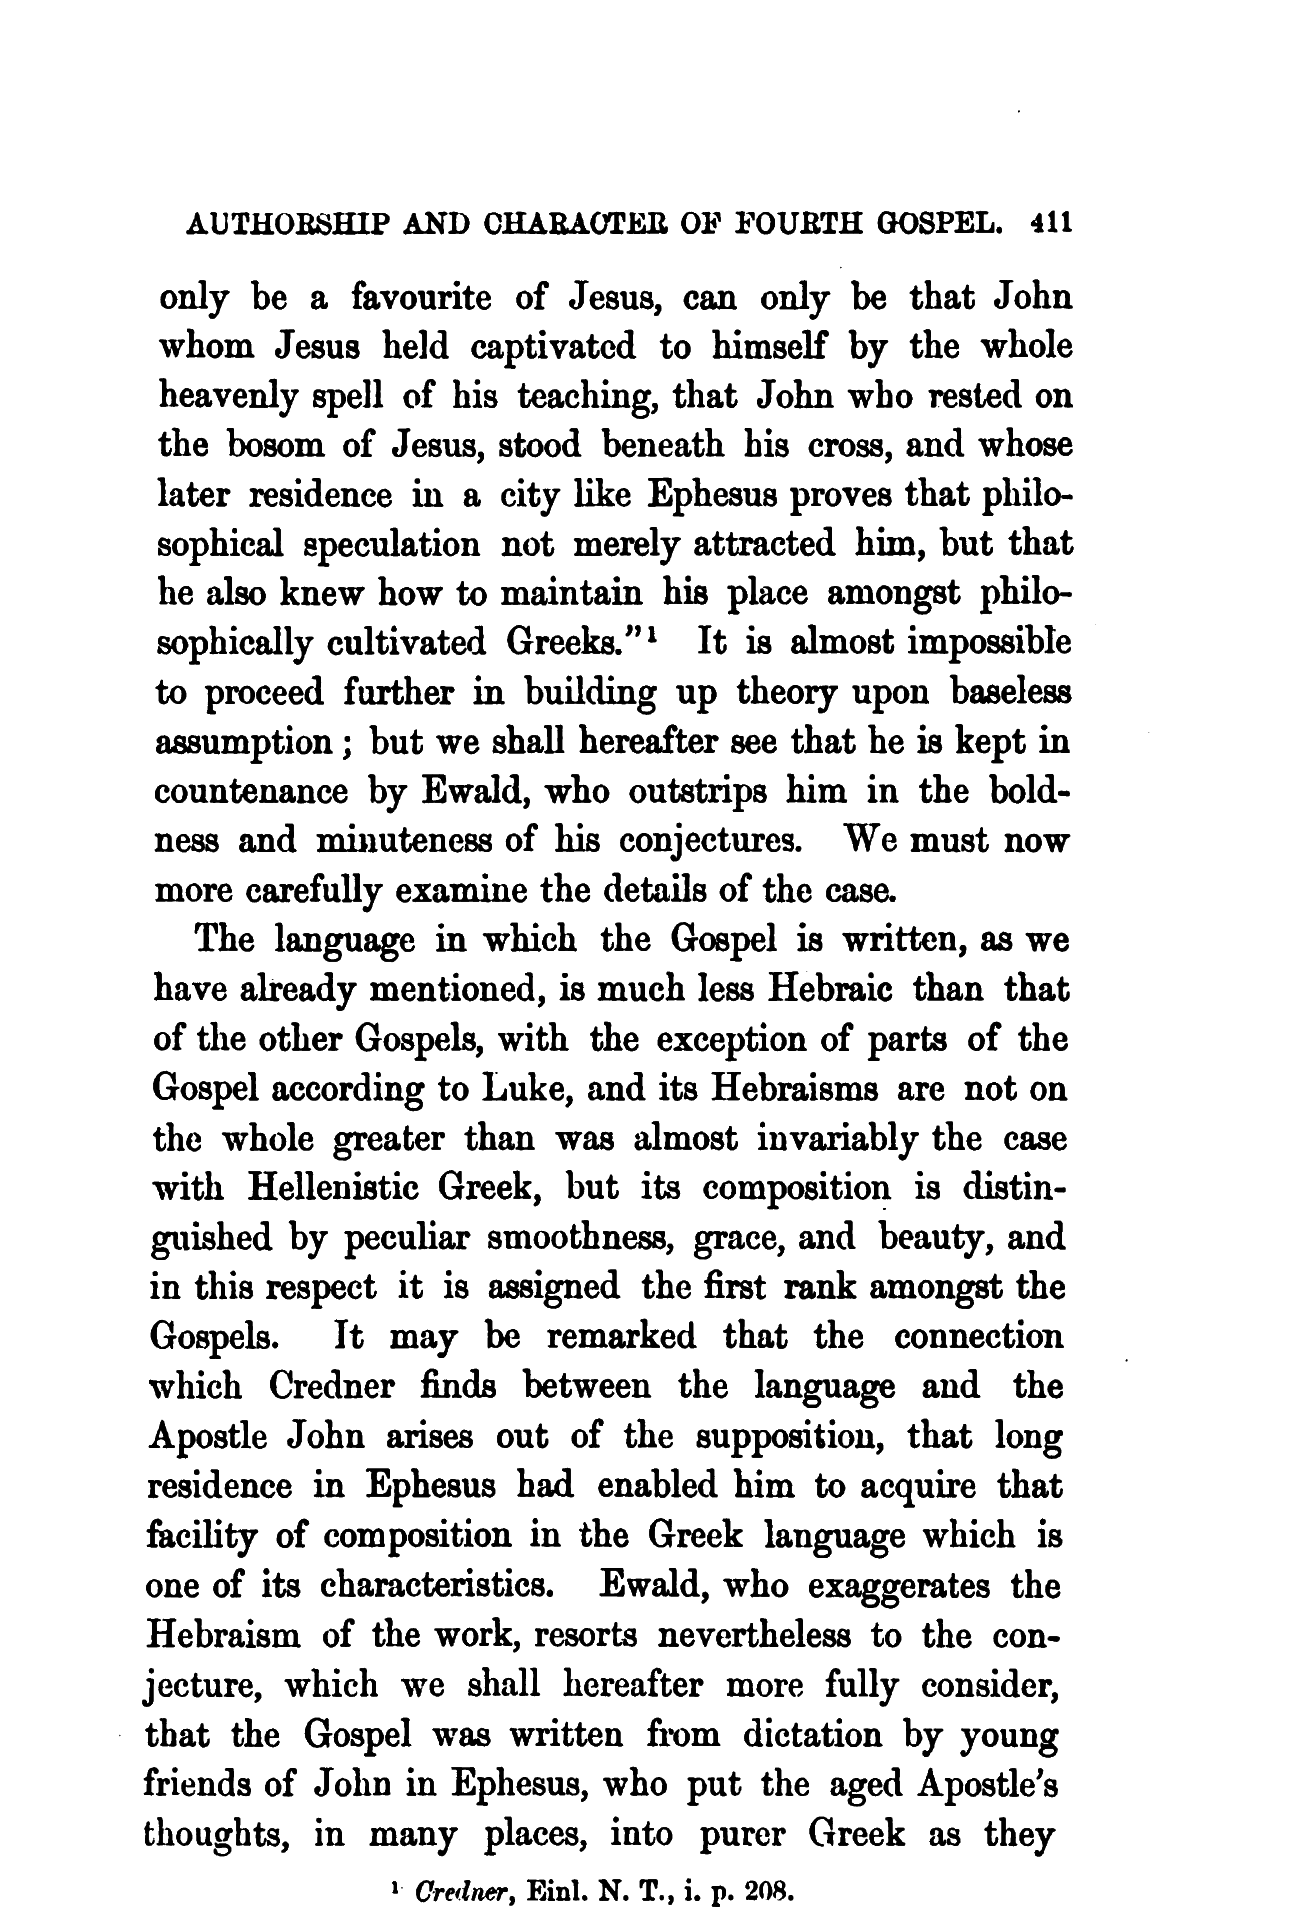 AUTHORSHIP AND CHARACTER OF FOURTH GOSPEL. 411
only be a favourite of Jesus, can only be that John
whom Jesus held captivated to himself by the whole
heavenly spell of his teaching, that John who rested on
the bosom of Jesus, stood beneath his cross, and whose
later residence in a city like Ephesus proves that philo-
sophical speculation not merely attracted him, but that
he also knew how to maintain his place amongst philo-
sophically cultivated Greeks."¹ It is almost impossible
to proceed further in building up theory upon baseless
assumption ; but we shall hereafter see that he is kept in
countenance by Ewald, who outstrips him in the bold-
ness and minuteness of his conjectures. We must now
more carefully examine the details of the case.
The language in which the Gospel is written, as we
have already mentioned, is much less Hebraic than that
of the other Gospels, with the exception of parts of the
Gospel according to Luke, and its Hebraisms are not on
the whole greater than was almost invariably the case
with Hellenistic Greek, but its composition is distin-
guished by peculiar smoothness, grace, and beauty, and
in this respect it is assigned the first rank amongst the
Gospels. It may be remarked that the connection
which Credner finds between the language and the
Apostle John arises out of the supposition, that long
residence in Ephesus had enabled him to acquire that
facility of composition in the Greek language which is
one of its characteristics. Ewald, who exaggerates the
Hebraism of the work, resorts nevertheless to the con-
jecture, which we shall hereafter more fully consider,
that the Gospel was written from dictation by young
friends of John in Ephesus, who put the aged Apostle's
thoughts, in many places, into purer Greek as they
¹ Credner, Einl. N. T., i. p. 208.